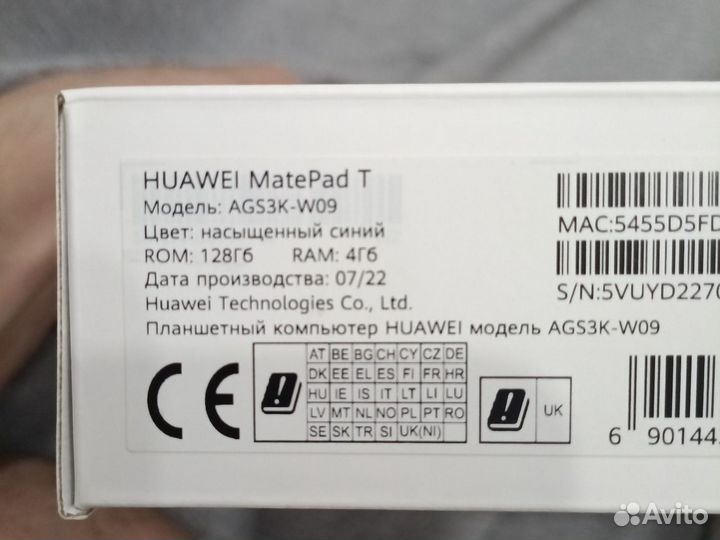 HUAWEI MatePad T
Модель: AGS3K-W09
Цвет: насыщенный синий
ROM: 128Гб RAM: 4Гб
Дата производства: 07/22
Huawei Technologies Co., Ltd.
Планшетный компьютер HUAWEI модель AGS3K-W09
MAC:5455D5FD
S/N:5VUYD2270
CE
AT BE BG CH CY CZ DE
DK EE EL ES FI FR HR
HU IE IS IT LT LI LU
LV MT NL NO PL PT RO
SE SK TR SI UK(NI)
UK
6 901443
Avito